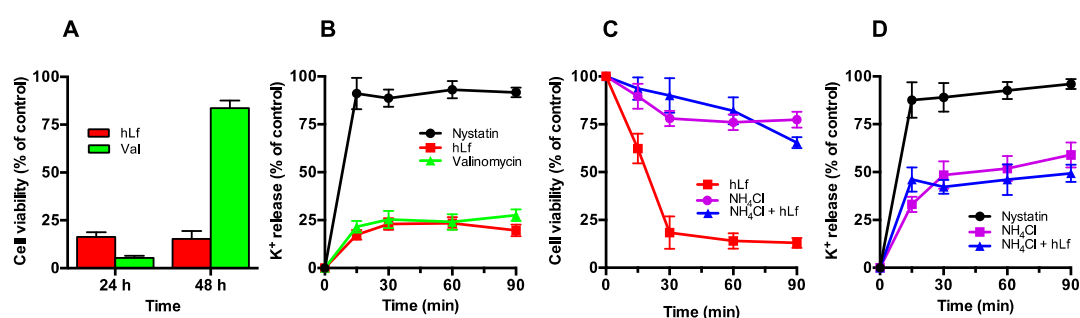 A
Cell viability (% of control)
100
75
50
25
0
hLf
Val
24 h
48 h
Time
B
K⁺ release (% of control)
100
75
50
25
0
Nystatin
hLf
Valinomycin
0
30
60
90
Time (min)
C
Cell viability (% of control)
100
75
50
25
0
hLf
NH₄Cl
NH₄Cl + hLf
0
30
60
90
Time (min)
D
K⁺ release (% of control)
100
75
50
25
0
Nystatin
NH₄Cl
NH₄Cl + hLf
0
30
60
90
Time (min)